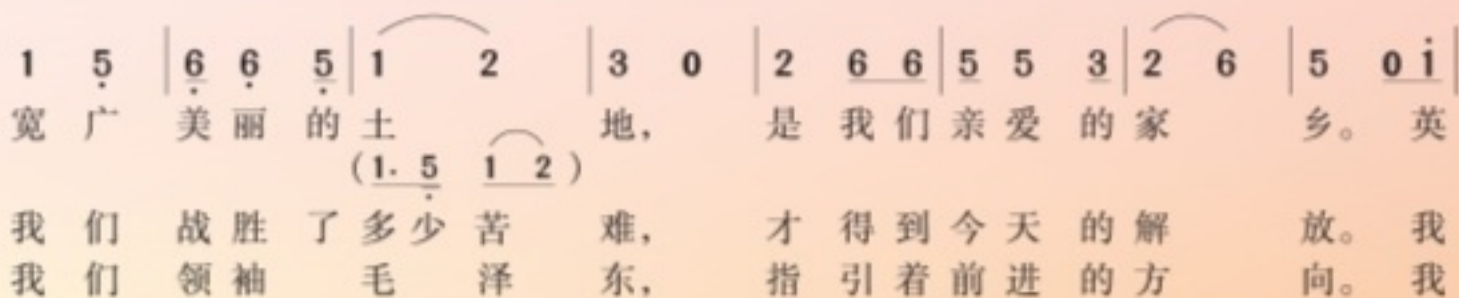 1 5̣ | 6̣ 6̣ 5̣ | 1 2 | 3 0 | 2 6 6 | 5 5 3 | 2 6 | 5 0 1̇ |
宽 广 美 丽 的 土 地， 是 我 们 亲 爱 的 家 乡。 英
(1. 5̣ 1 2)
我 们 战 胜 了 多 少 苦 难， 才 得 到 今 天 的 解 放。 我
我 们 领 袖 毛 泽 东， 指 引 着 前 进 的 方 向。 我